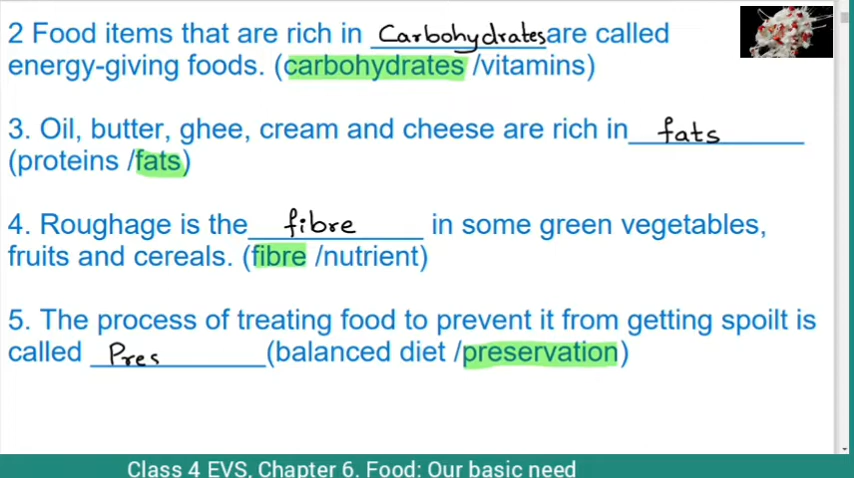 2 Food items that are rich in Carbohydrates are called
energy-giving foods. (carbohydrates /vitamins)
3. Oil, butter, ghee, cream and cheese are rich in fats
(proteins /fats)
4. Roughage is the fibre in some green vegetables,
fruits and cereals. (fibre /nutrient)
5. The process of treating food to prevent it from getting spoilt is
called Pres (balanced diet /preservation)
Class 4 EVS, Chapter 6. Food: Our basic need